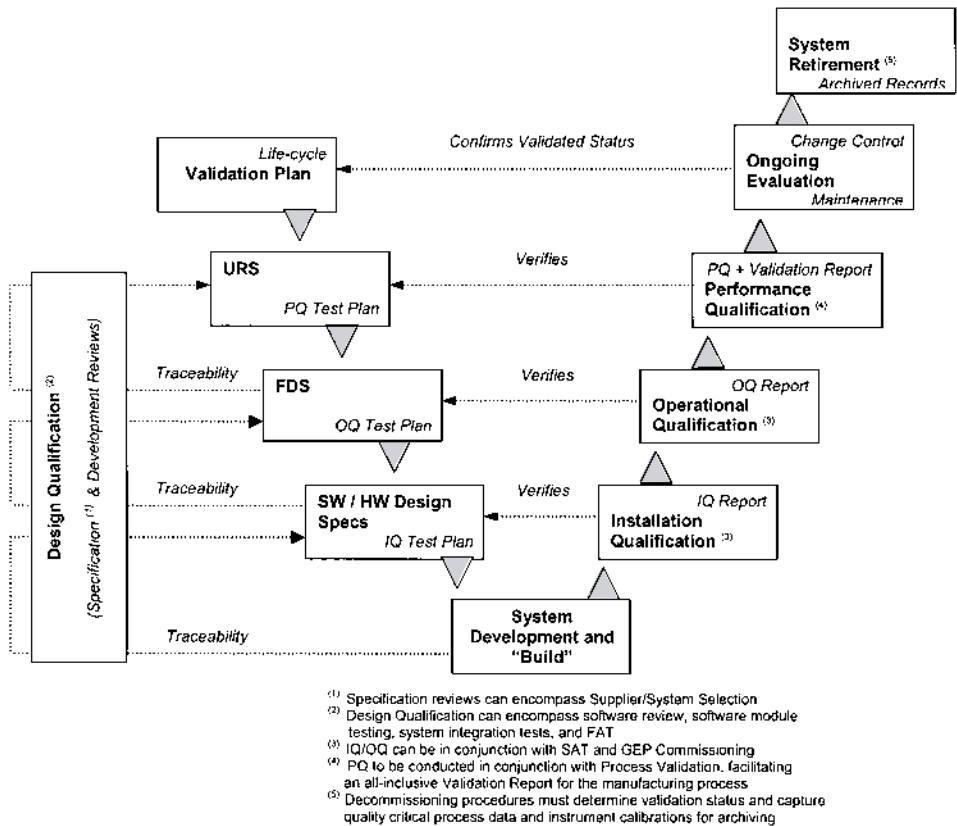 System
Retirement (5)
Archived Records
Confirms Validated Status
Change Control
Ongoing
Evaluation
Maintenance
Life-cycle
Validation Plan
URS
PQ Test Plan
Verifies
PQ + Validation Report
Performance
Qualification (4)
Design Qualification (2)
(Specification (1) & Development Reviews)
Traceability
FDS
OQ Test Plan
Verifies
OQ Report
Operational
Qualification (3)
Traceability
SW / HW Design
Specs
IQ Test Plan
Verifies
IQ Report
Installation
Qualification (3)
Traceability
System
Development and
"Build"
(1) Specification reviews can encompass Supplier/System Selection
(2) Design Qualification can encompass software review, software module
testing, system integration tests, and FAT
(3) IQ/OQ can be in conjunction with SAT and GEP Commissioning
(4) PQ to be conducted in conjunction with Process Validation, facilitating
an all-inclusive Validation Report for the manufacturing process
(5) Decommissioning procedures must determine validation status and capture
quality critical process data and instrument calibrations for archiving